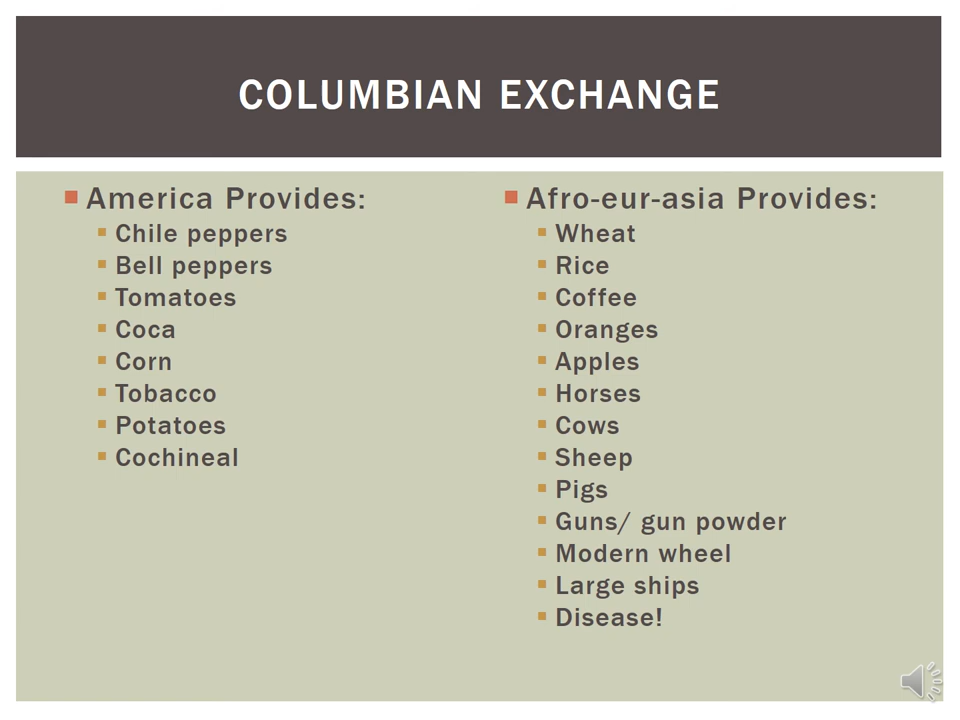 COLUMBIAN EXCHANGE
America Provides:
Chile peppers
Bell peppers
Tomatoes
Coca
Corn
Tobacco
Potatoes
Cochineal
Afro-eur-asia Provides:
Wheat
Rice
Coffee
Oranges
Apples
Horses
Cows
Sheep
Pigs
Guns/ gun powder
Modern wheel
Large ships
Disease!